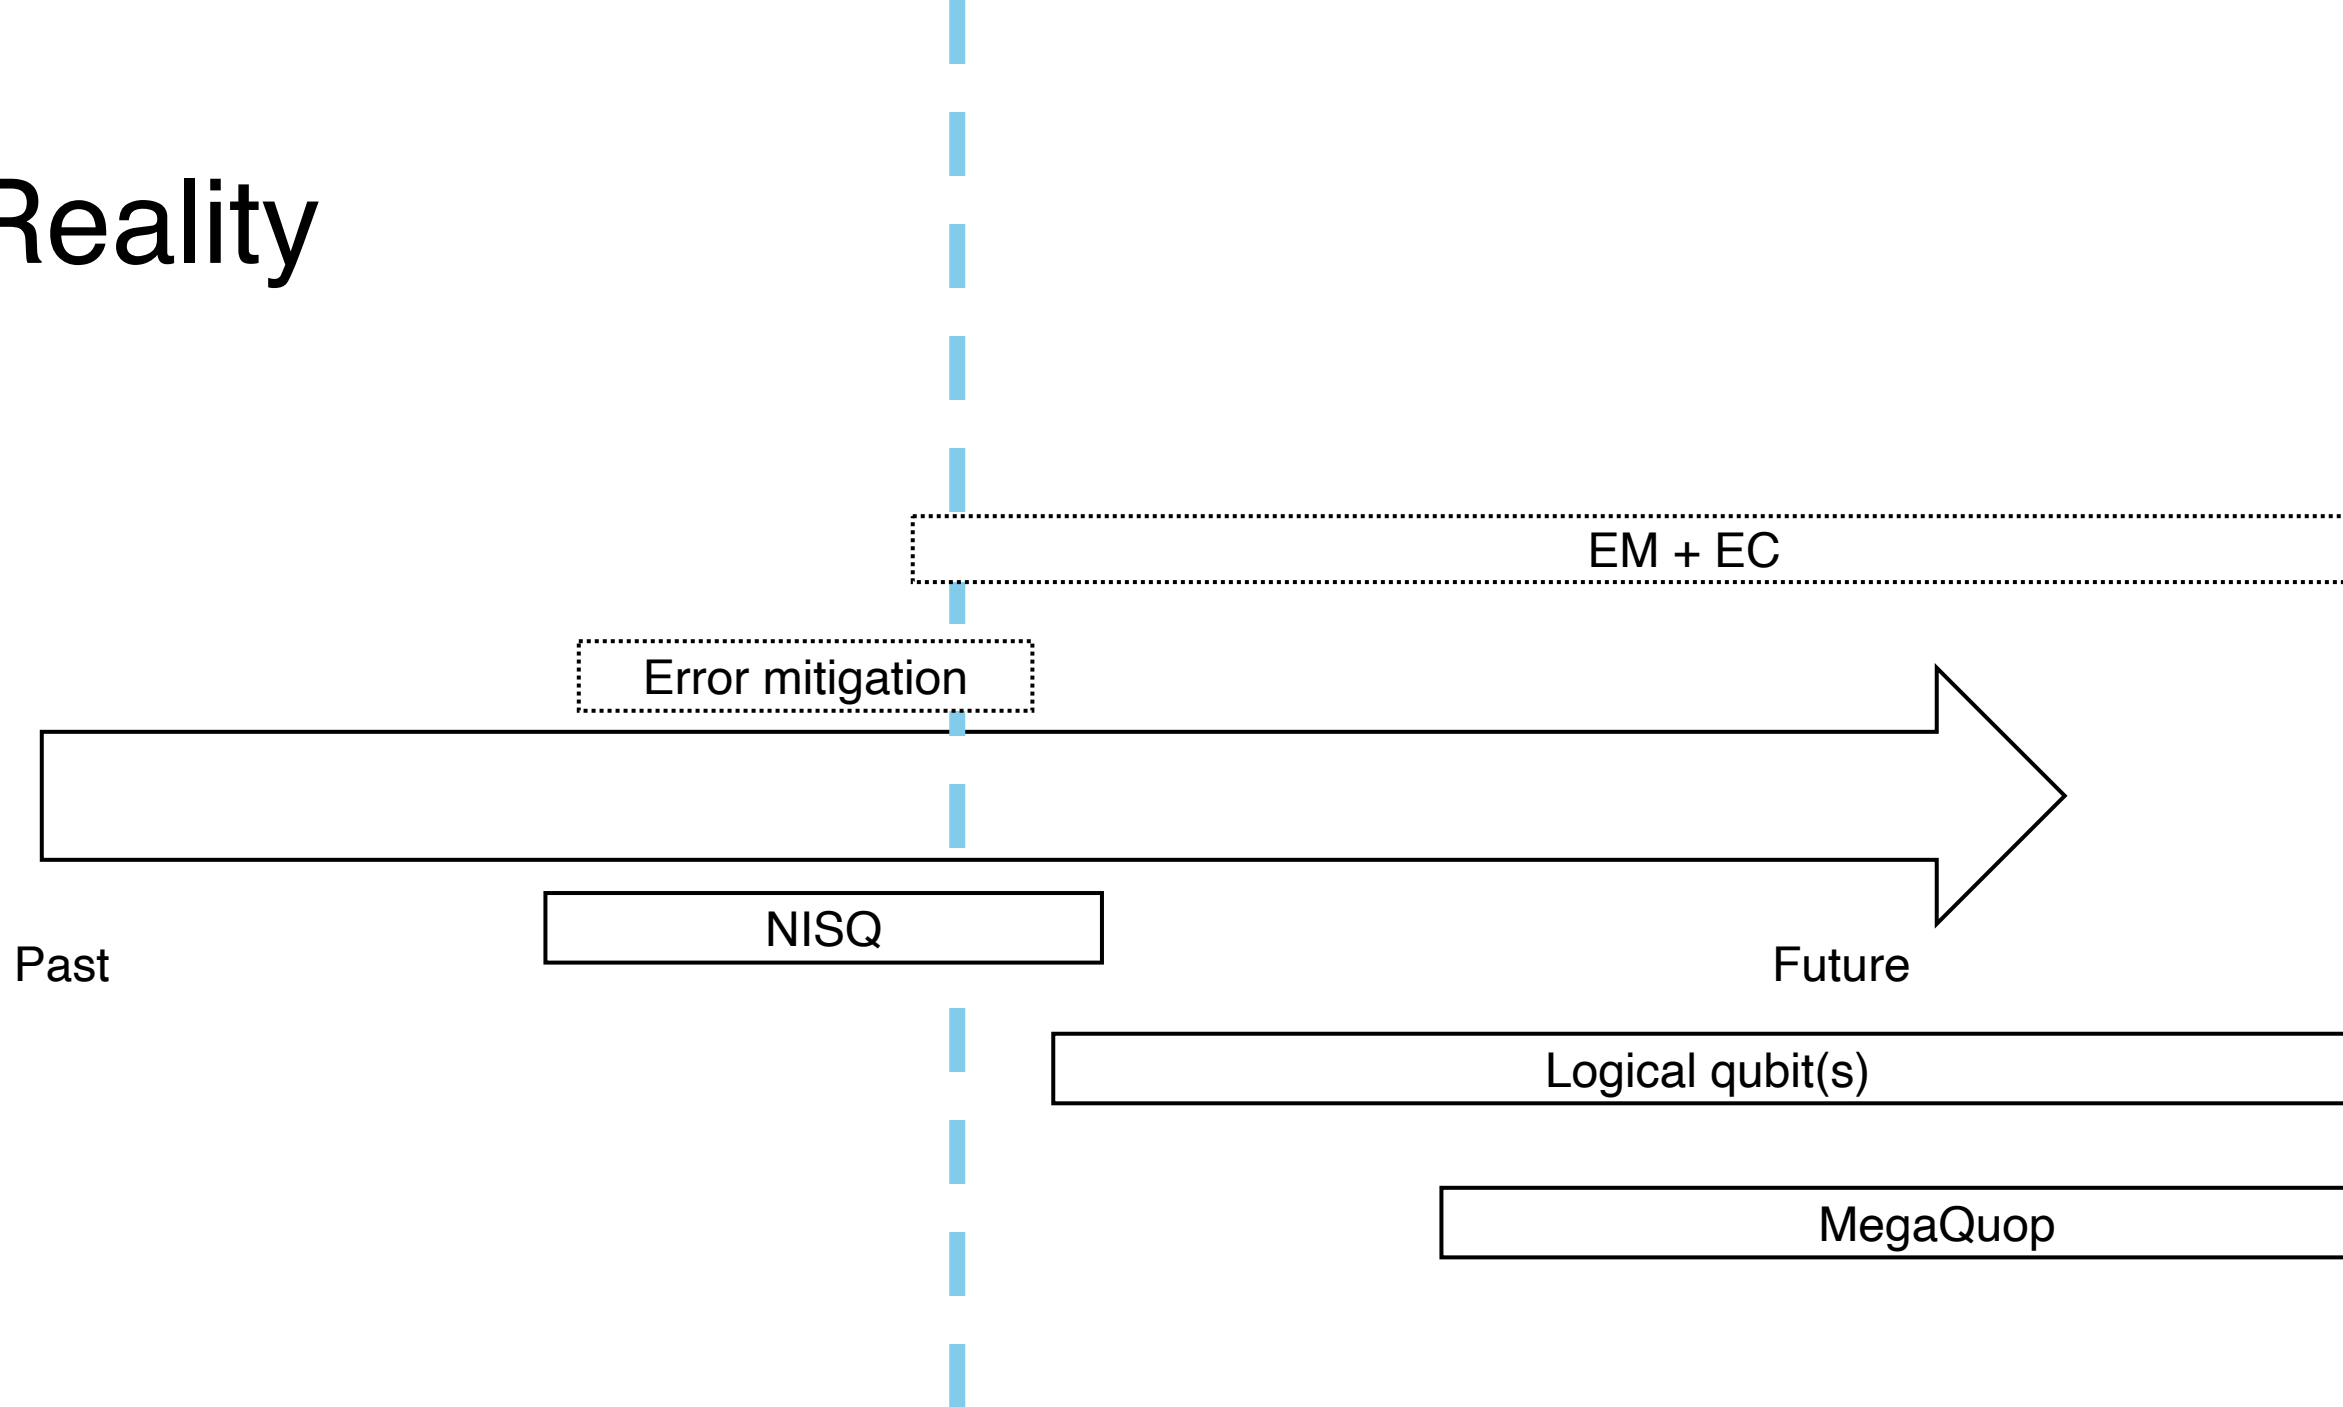 Reality
EM + EC
Error mitigation
NISQ
Past
Future
Logical qubit(s)
MegaQuop